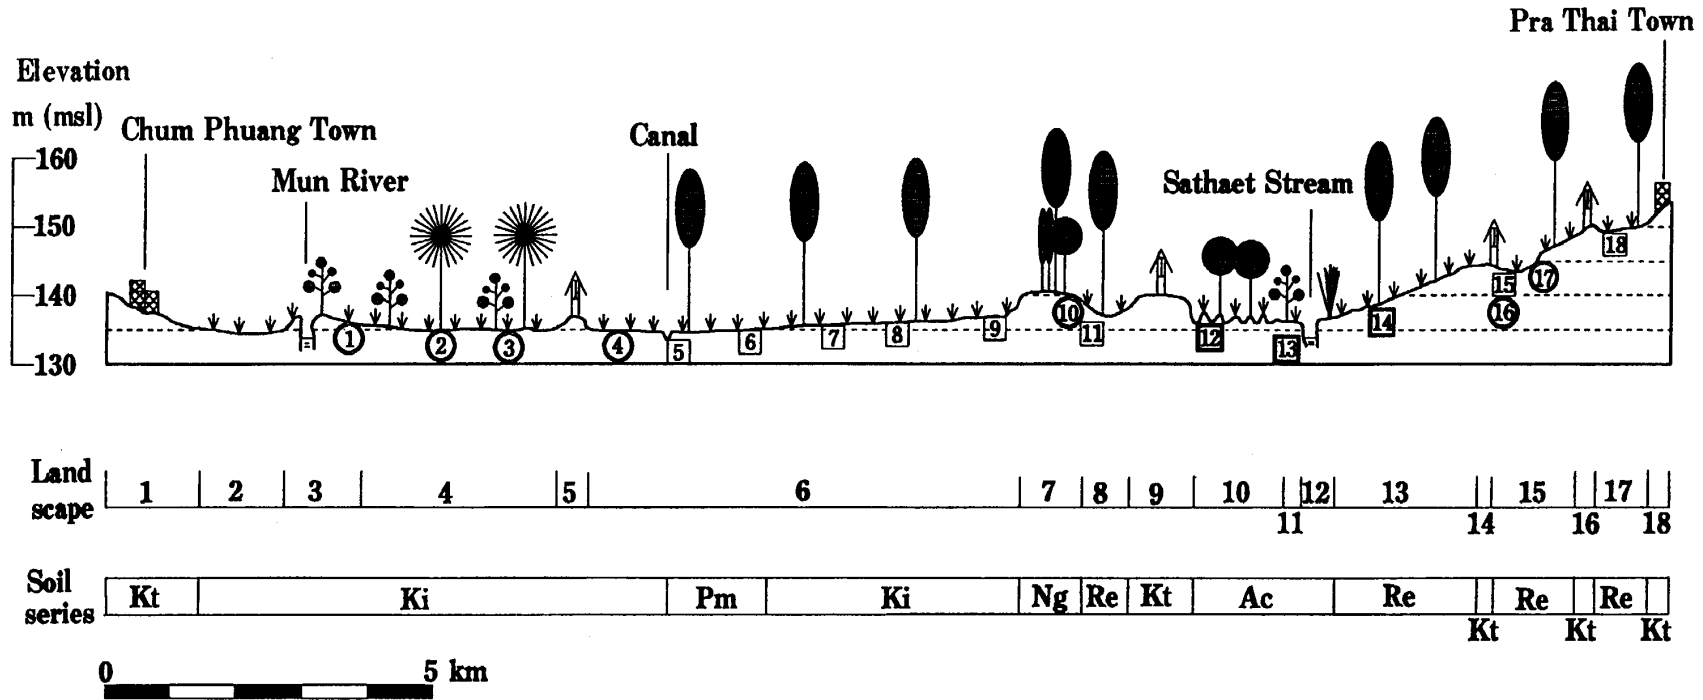 Pra Thai Town
Elevation
m (msl)
Chum Phuang Town
Canal
160
Mun River
Sathaet Stream
150
140
130
1 2 3 4 5 6 7 8 9 10 11 12 13 14 15 16 17 18
Land scape
1 2 3 4 5 6 7 8 9 10 12 13 15 17
11 14 16 18
Soil series
Kt Ki Pm Ki Ng Re Kt Ac Re Re Re
Kt Kt Kt
0 5 km